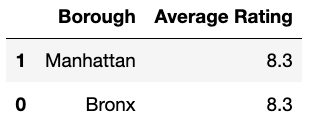 Borough Average Rating
1 Manhattan 8.3
0 Bronx 8.3